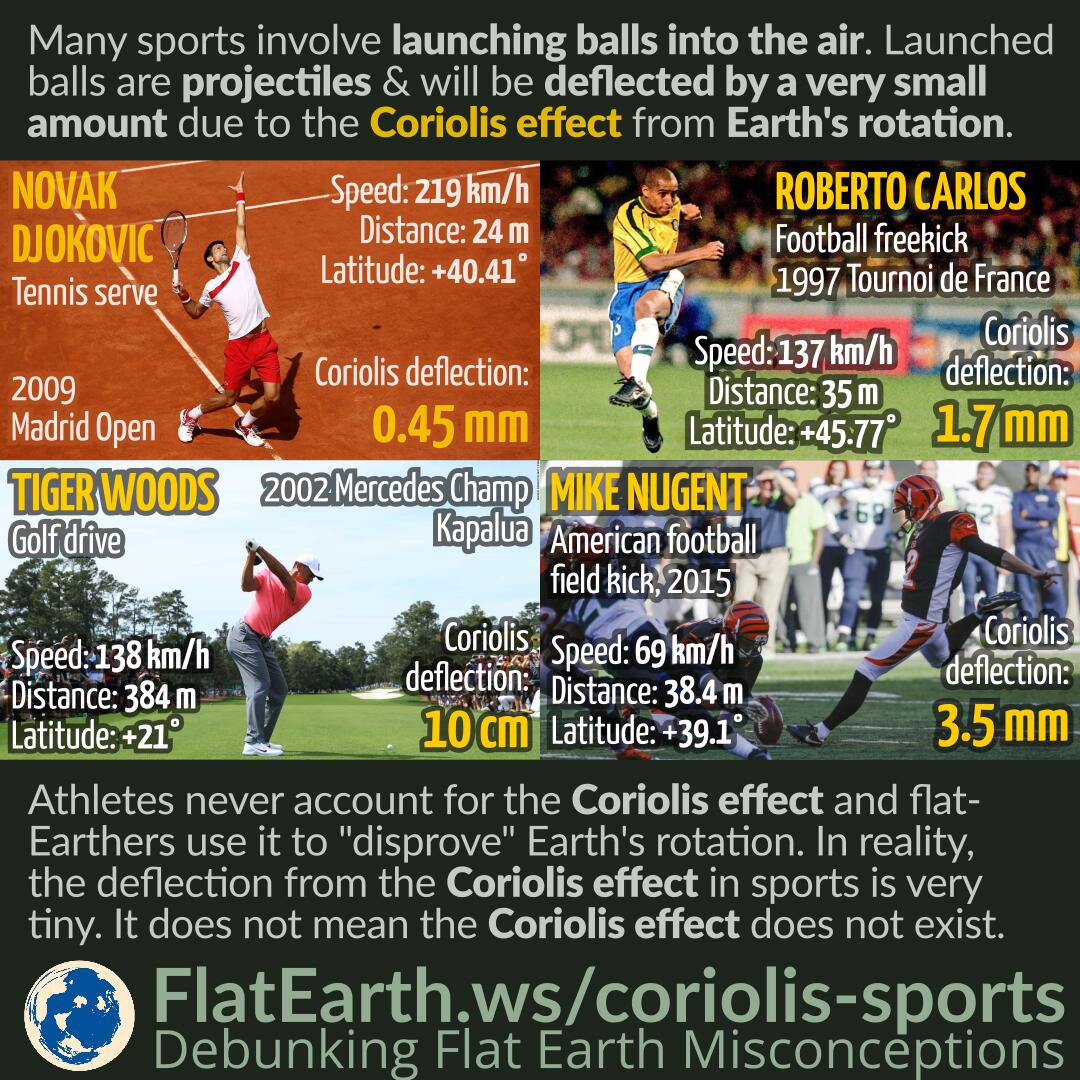 Many sports involve launching balls into the air. Launched
balls are projectiles & will be deflected by a very small
amount due to the Coriolis effect from Earth's rotation.
NOVAK
DJOKOVIC
Tennis serve
2009
Madrid Open
Speed: 219 km/h
Distance: 24 m
Latitude: +40.41°
Coriolis deflection:
0.45 mm
ROBERTO CARLOS
Football freekick
1997 Tournoi de France
Speed: 137 km/h
Distance: 35 m
Latitude: +45.77°
Coriolis
deflection:
1.7 mm
TIGER WOODS
Golf drive
2002 Mercedes Champ
Kapalua
Speed: 138 km/h
Distance: 384 m
Latitude: +21°
Coriolis
deflection:
10 cm
MIKE NUGENT
American football
field kick, 2015
Speed: 69 km/h
Distance: 38.4 m
Latitude: +39.1°
Coriolis
deflection:
3.5 mm
68
62
2
Athletes never account for the Coriolis effect and flat-
Earthers use it to "disprove" Earth's rotation. In reality,
the deflection from the Coriolis effect in sports is very
tiny. It does not mean the Coriolis effect does not exist.
FlatEarth.ws/coriolis-sports
Debunking Flat Earth Misconceptions